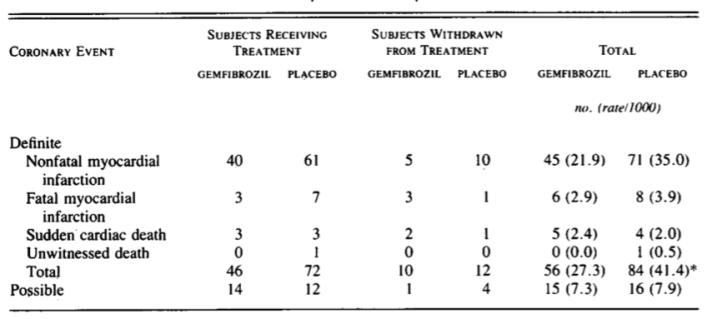 SUBJECTS RECEIVING SUBJECTS WITHDRAWN
CORONARY EVENT TREATMENT FROM TREATMENT TOTAL
GEMFIBROZIL PLACEBO GEMFIBROZIL PLACEBO GEMFIBROZIL PLACEBO
no. (rate/1000)
Definite
Nonfatal myocardial 40 61 5 10 45 (21.9) 71 (35.0)
infarction
Fatal myocardial 3 7 3 1 6 (2.9) 8 (3.9)
infarction
Sudden cardiac death 3 3 2 1 5 (2.4) 4 (2.0)
Unwitnessed death 0 1 0 0 0 (0.0) 1 (0.5)
Total 46 72 10 12 56 (27.3) 84 (41.4)*
Possible 14 12 1 4 15 (7.3) 16 (7.9)